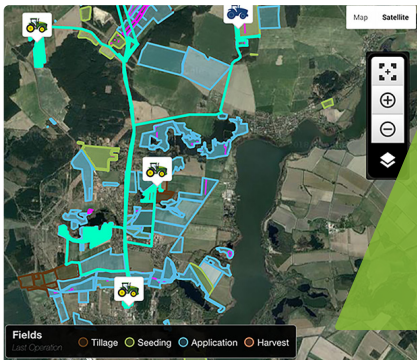 Map Satellite
Fields
Last Operation
Tillage Seeding Application Harvest